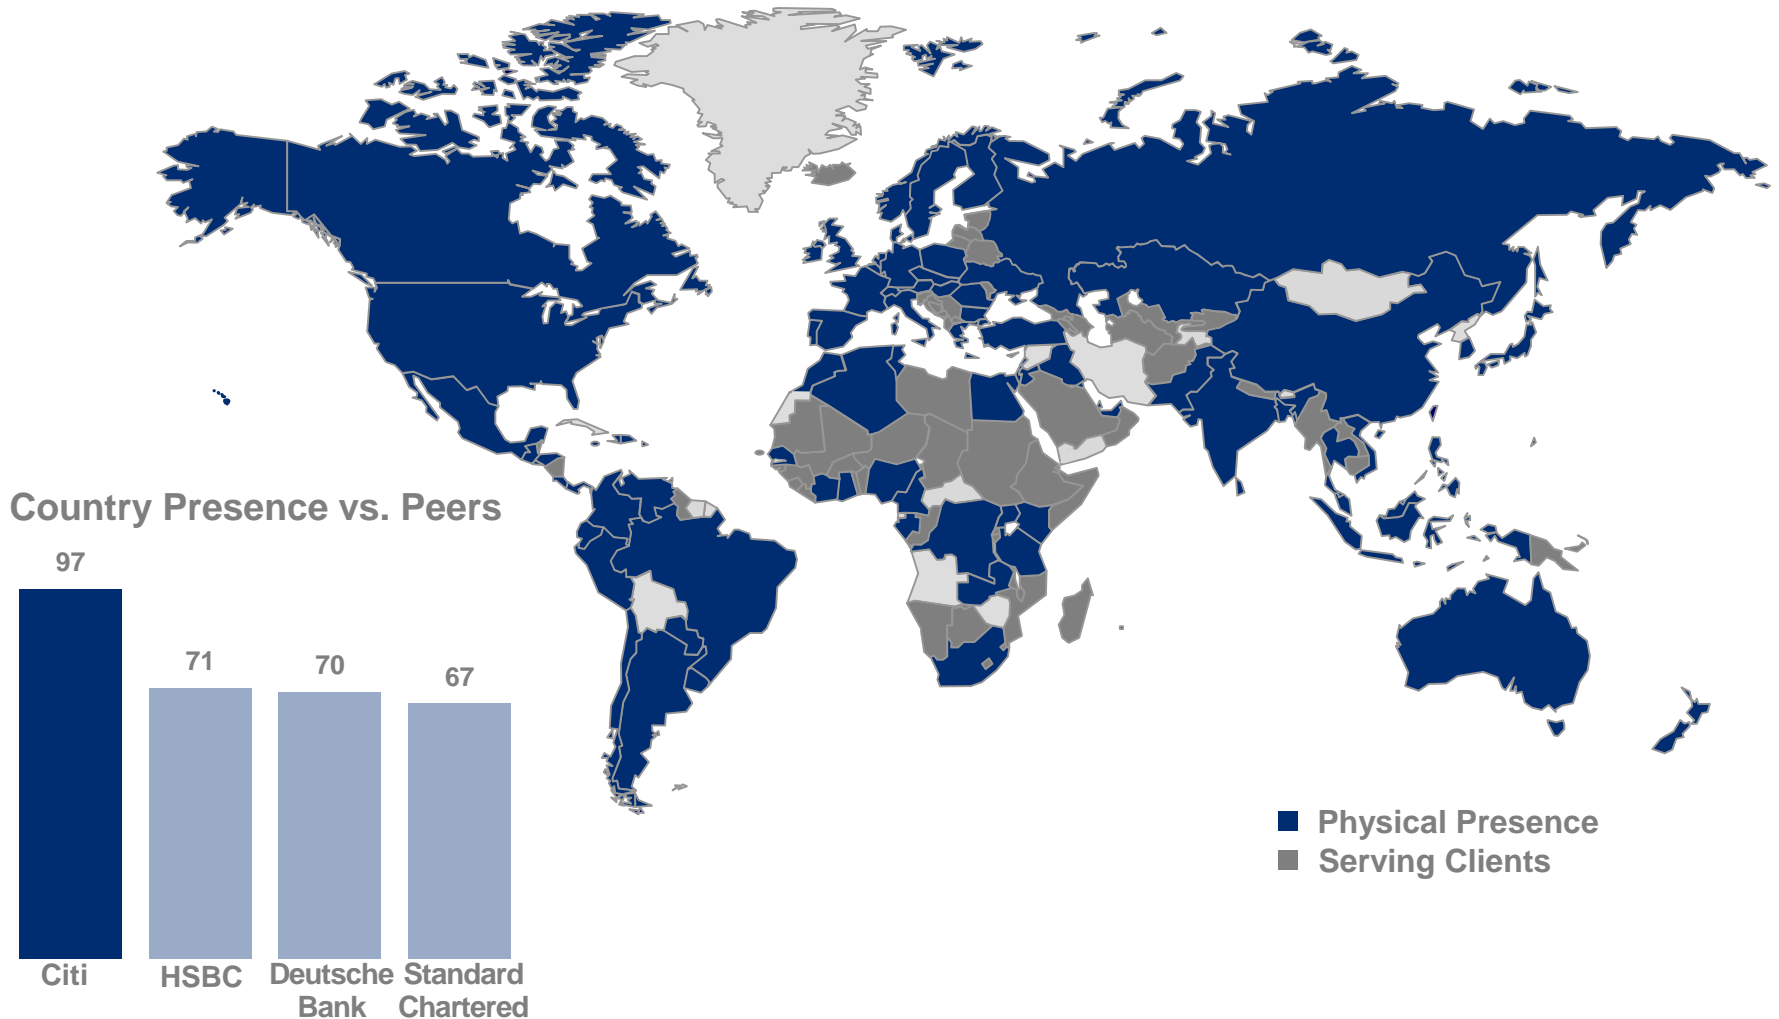 Country Presence vs. Peers
97
71
70
67
Citi
HSBC
Deutsche
Bank
Standard
Chartered
Physical Presence
Serving Clients